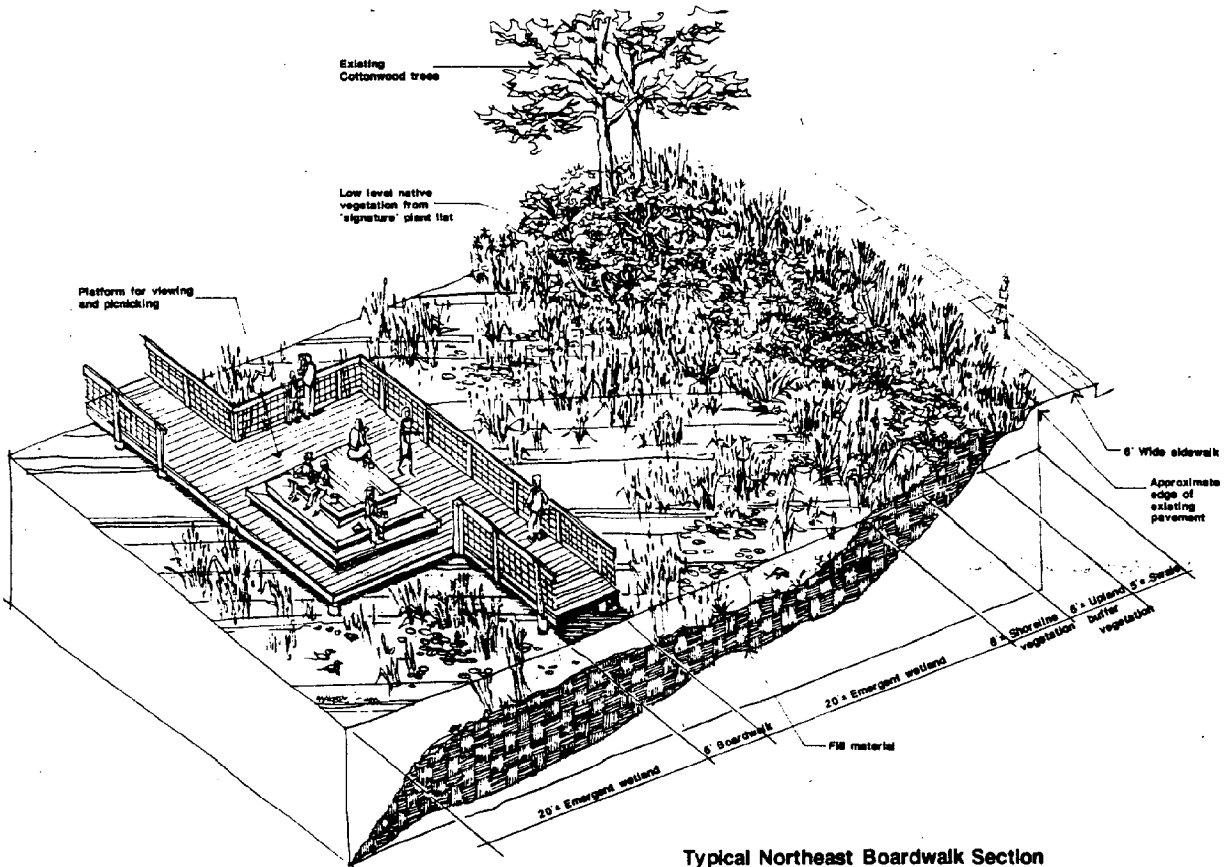 Existing
Cottonwood trees
Low level native
vegetation from
'signature' plant list
Platform for viewing
and picnicking
6' Wide sidewalk
Approximate
edge of
existing
pavement
5'± Swale
6'± Upland
buffer
vegetation
8'± Shoreline
vegetation
20'± Emergent wetland
6' Boardwalk
Fill material
20'± Emergent wetland
Typical Northeast Boardwalk Section